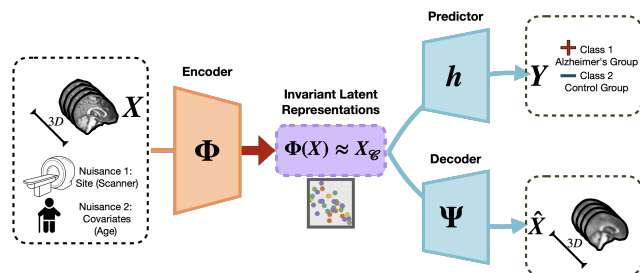 Predictor
Encoder
Invariant Latent
Representations
X
3D
Nuisance 1:
Site (Scanner)
Nuisance 2:
Covariates
(Age)
Φ
Φ(X) ≈ X𝒞
h
Y
Class 1
Alzheimer's Group
Class 2
Control Group
Decoder
Ψ
X̂
3D